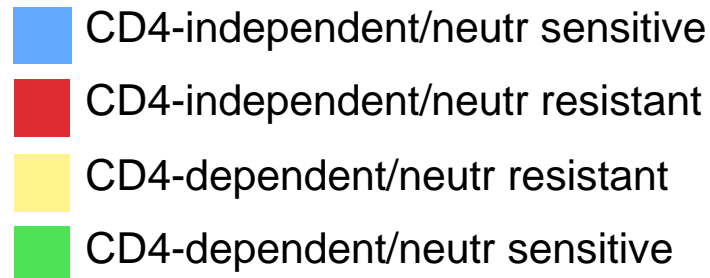 CD4-independent/neutr sensitive
CD4-independent/neutr resistant
CD4-dependent/neutr resistant
CD4-dependent/neutr sensitive